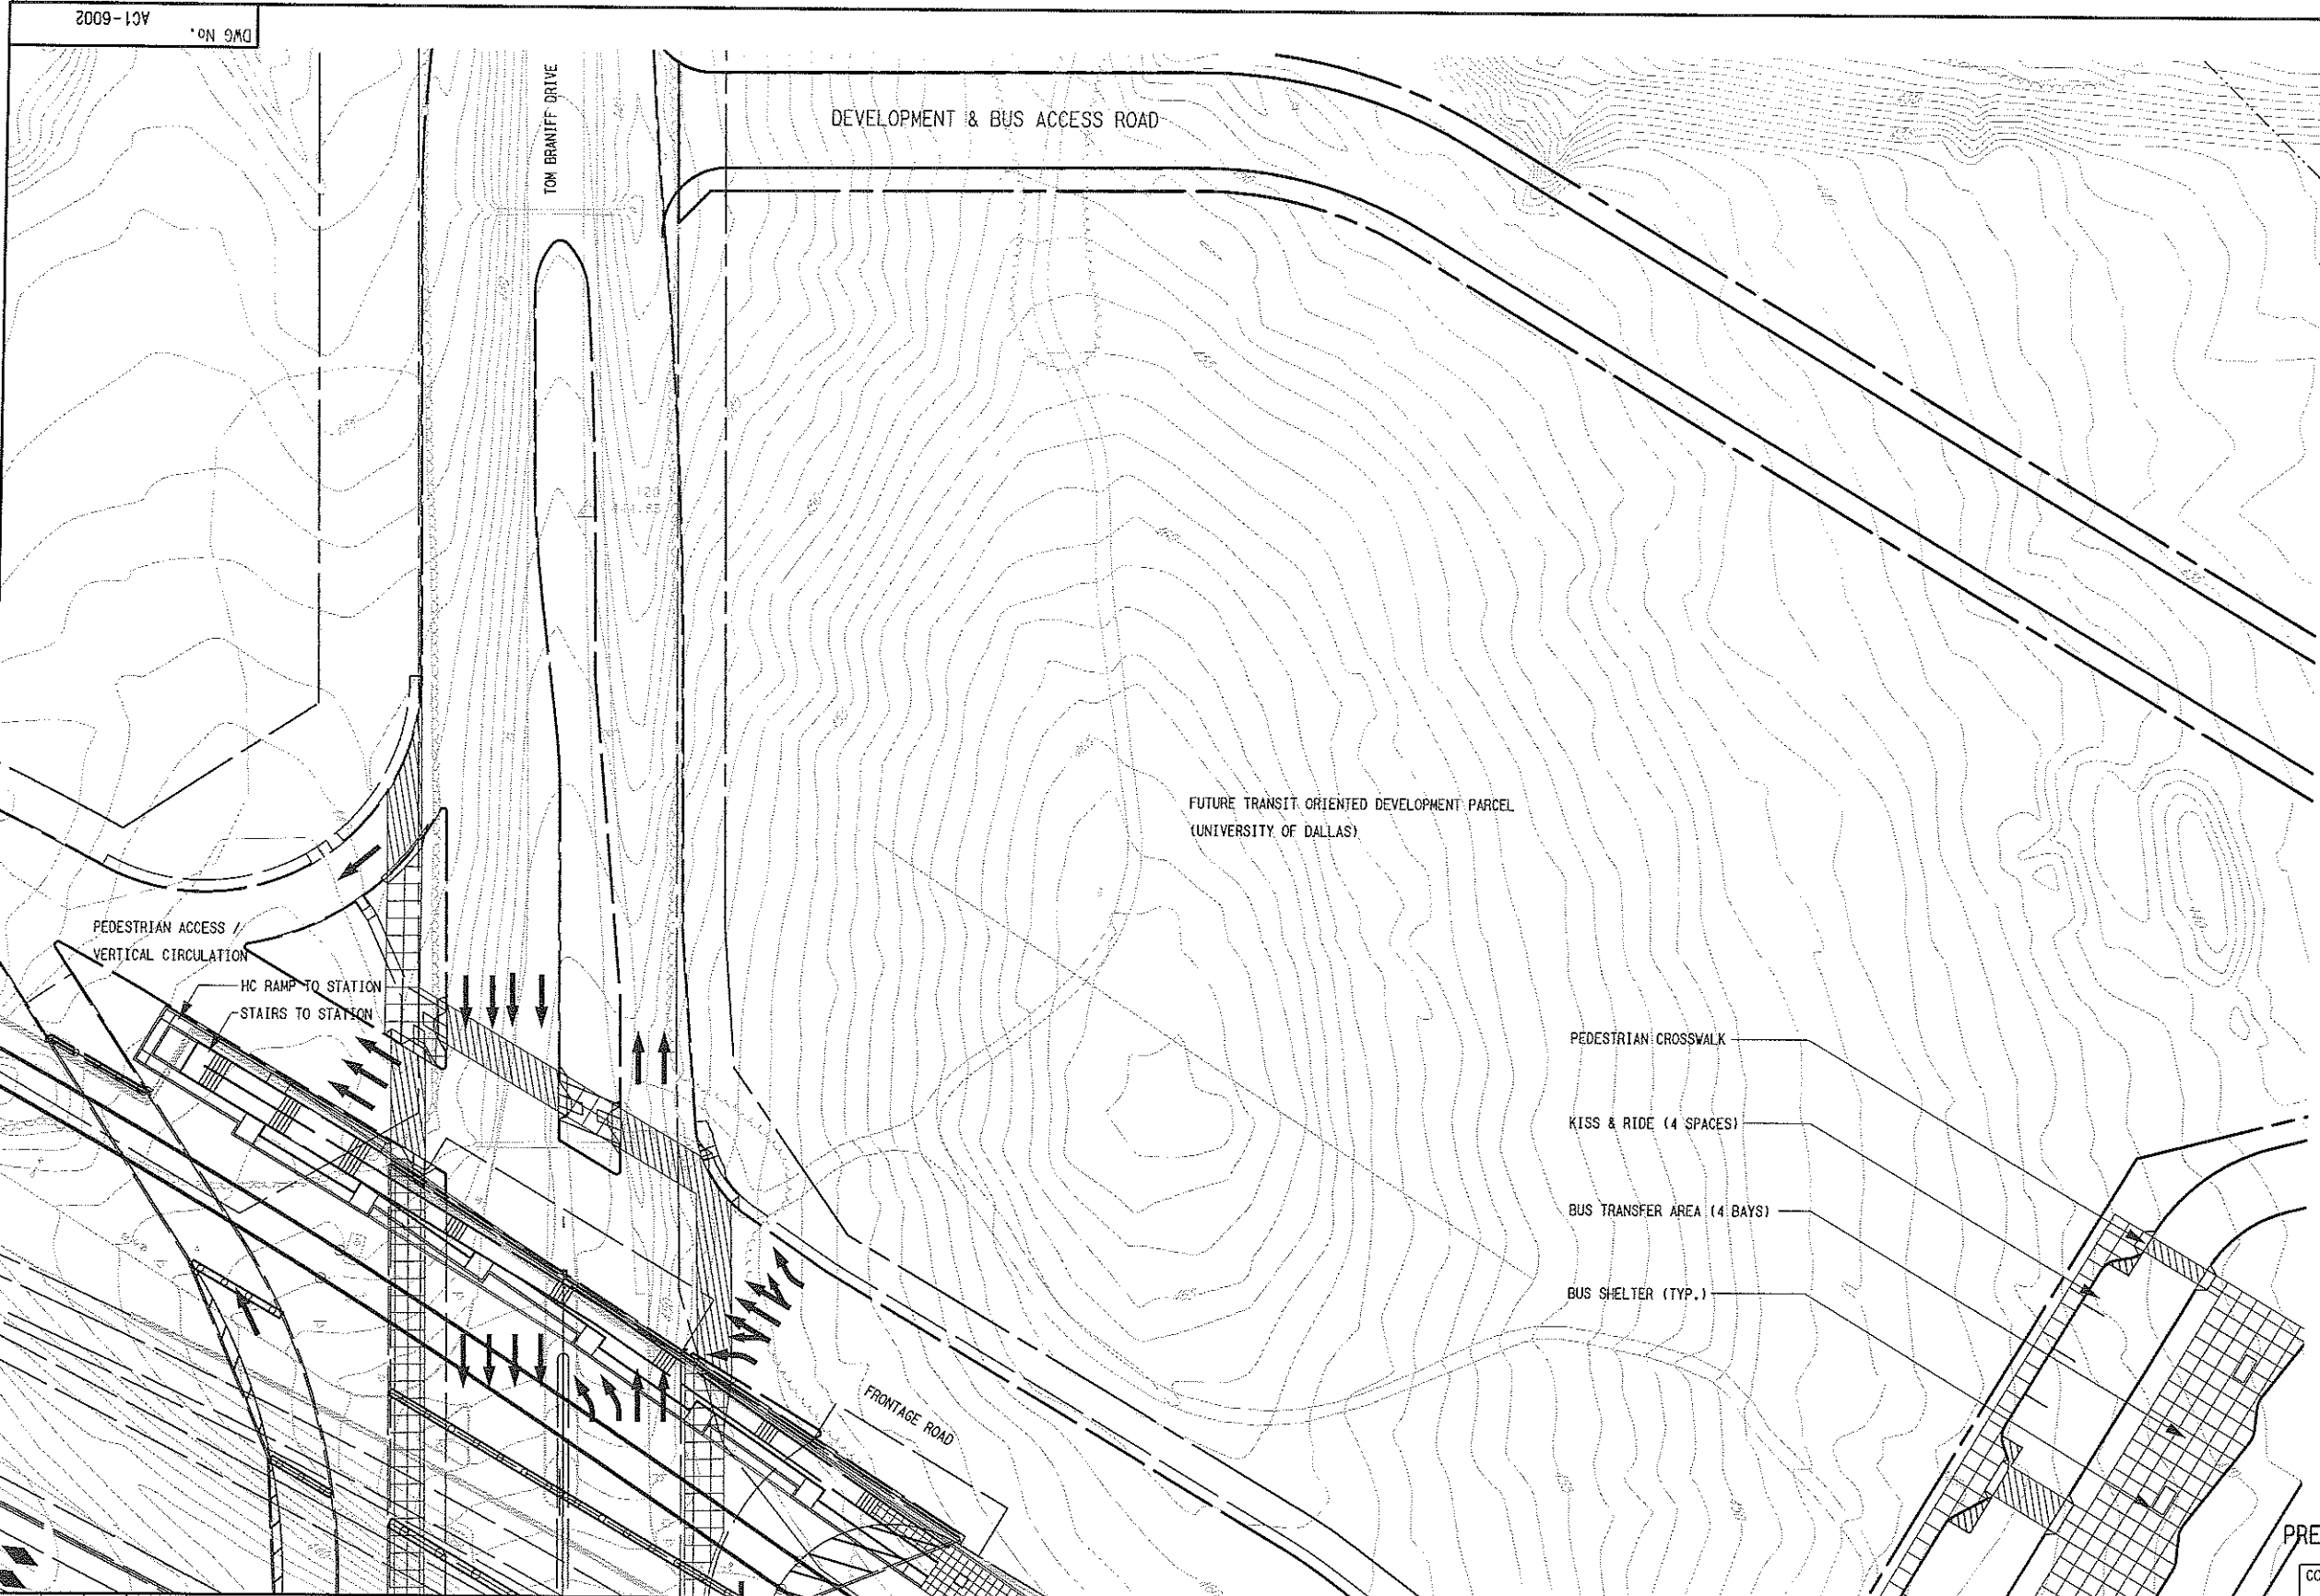 DWG No. AC1-6002
TOM BRANIFF DRIVE
DEVELOPMENT & BUS ACCESS ROAD
FUTURE TRANSIT ORIENTED DEVELOPMENT PARCEL
(UNIVERSITY OF DALLAS)
PEDESTRIAN ACCESS /
VERTICAL CIRCULATION
HC RAMP TO STATION
STAIRS TO STATION
PEDESTRIAN CROSSWALK
KISS & RIDE (4 SPACES)
BUS TRANSFER AREA (4 BAYS)
BUS SHELTER (TYP.)
FRONTAGE ROAD
PRE